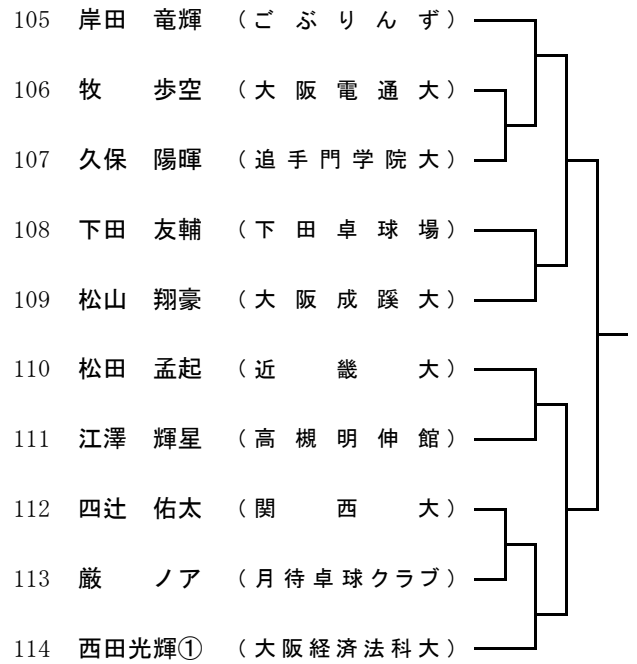 105 岸田 竜輝 (ごぶりんず)
106 牧 歩空 (大阪電通大)
107 久保 陽暉 (追手門学院大)
108 下田 友輔 (下田卓球場)
109 松山 翔豪 (大阪成蹊大)
110 松田 孟起 (近畿大)
111 江澤 輝星 (高槻明伸館)
112 四辻 佑太 (関西大)
113 厳 ノア (月待卓球クラブ)
114 西田光輝① (大阪経済法科大)